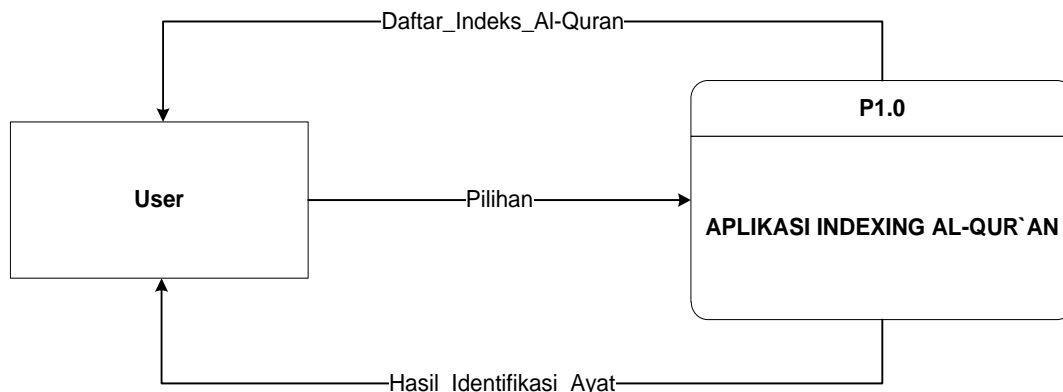 Daftar_Indeks_Al-Quran
P1.0
User
Pilihan
APLIKASI INDEXING AL-QUR`AN
Hasil_Identifikasi_Ayat